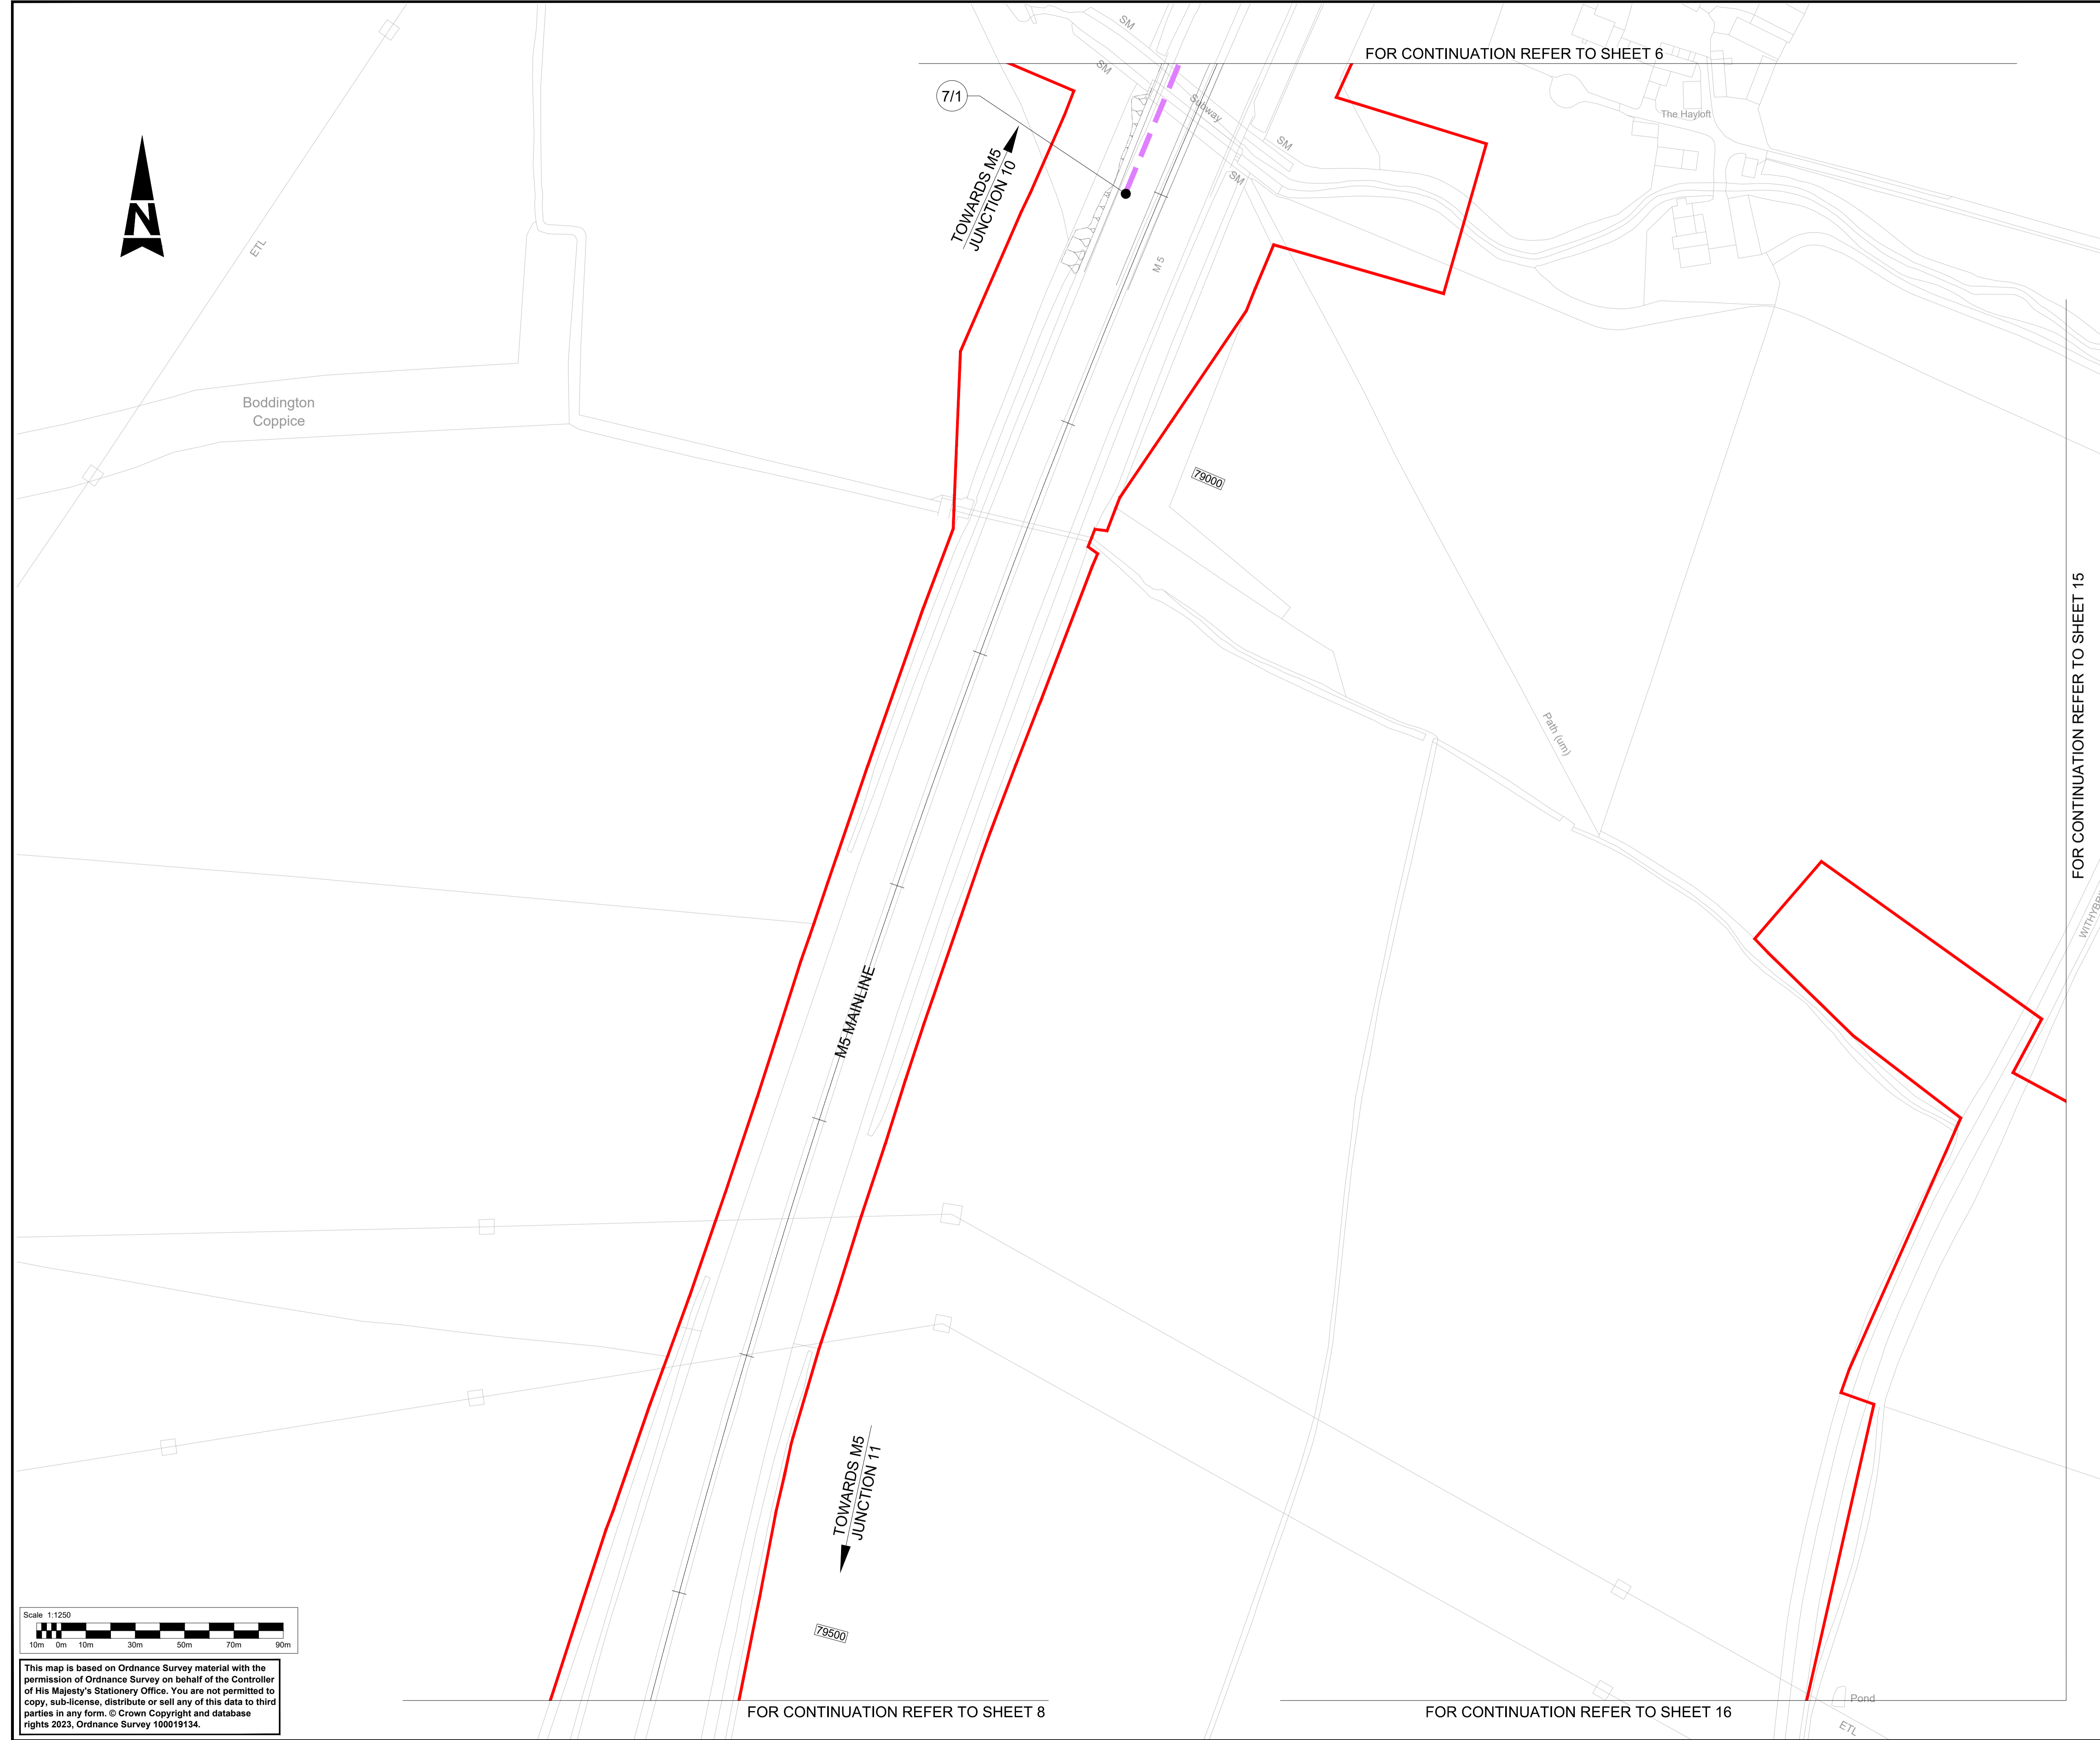 FOR CONTINUATION REFER TO SHEET 6
SM
SM
7/1
Subway
SM
SM
The Hayloft
TOWARDS M5
JUNCTION 10
N
M 5
ETL
Boddington
Coppice
79000
FOR CONTINUATION REFER TO SHEET 15
Path (um)
M5 MAINLINE
TOWARDS M5
JUNCTION 11
79500
Scale 1:1250
10m 0m 10m 30m 50m 70m 90m
This map is based on Ordnance Survey material with the
permission of Ordnance Survey on behalf of the Controller
of His Majesty's Stationery Office. You are not permitted to
copy, sub-license, distribute or sell any of this data to third
parties in any form. © Crown Copyright and database
rights 2023, Ordnance Survey 100019134.
FOR CONTINUATION REFER TO SHEET 8
FOR CONTINUATION REFER TO SHEET 16
Pond
ETL